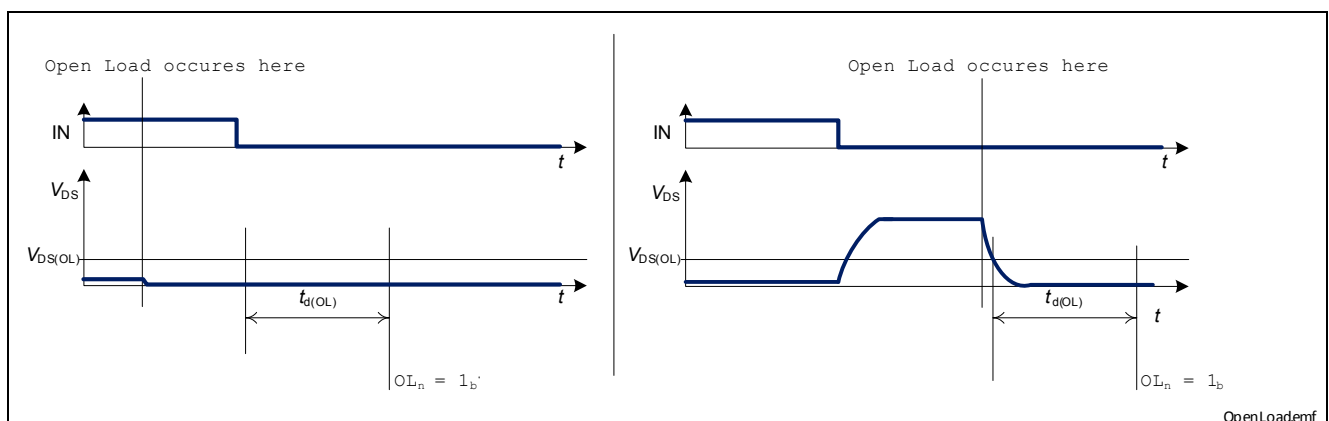 Open Load occures here
IN
t
VDS
VDS(OL)
t
td(OL)
OLn = 1b
Open Load occures here
IN
t
VDS
VDS(OL)
td(OL)
t
OLn = 1b
OpenLoad.emf